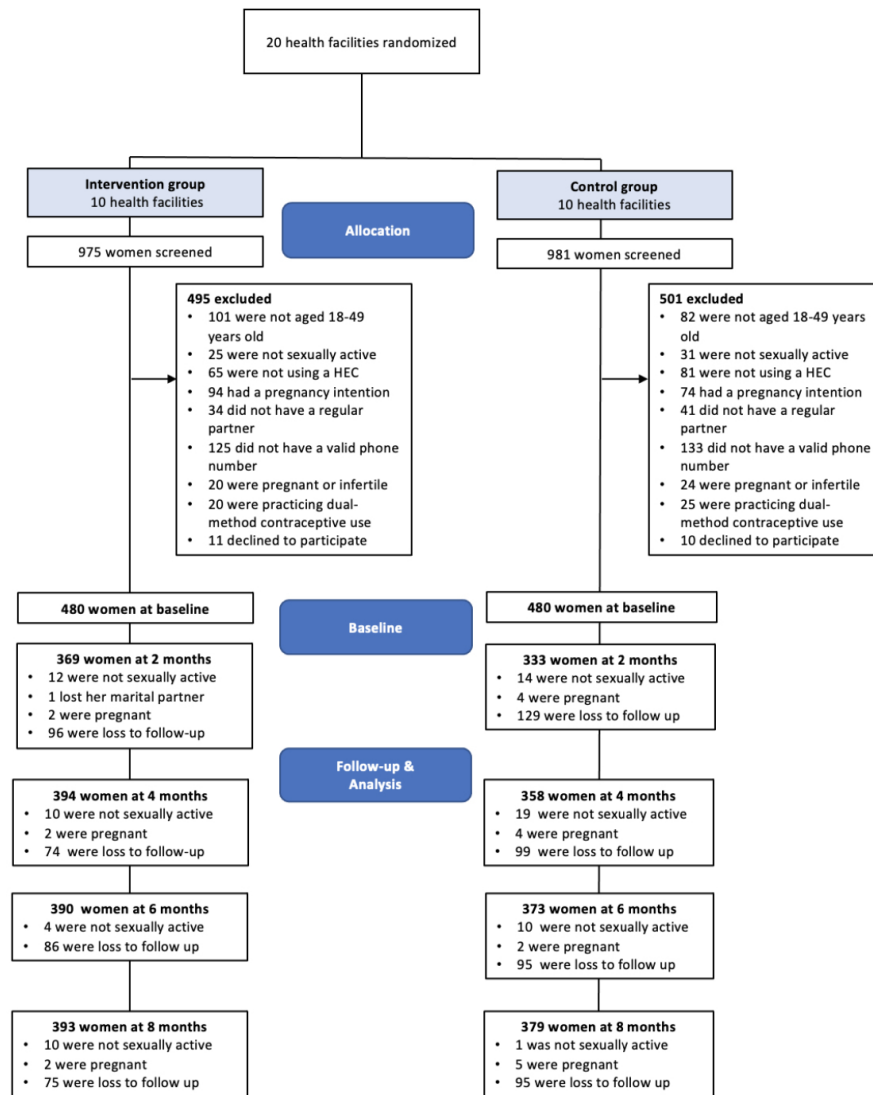 20 health facilities randomized
Intervention group
10 health facilities
Control group
10 health facilities
Allocation
975 women screened
981 women screened
495 excluded
• 101 were not aged 18-49
years old
• 25 were not sexually active
• 65 were not using a HEC
• 94 had a pregnancy intention
• 34 did not have a regular
partner
• 125 did not have a valid phone
number
• 20 were pregnant or infertile
• 20 were practicing dual-
method contraceptive use
• 11 declined to participate
501 excluded
• 82 were not aged 18-49 years
old
• 31 were not sexually active
• 81 were not using a HEC
• 74 had a pregnancy intention
• 41 did not have a regular
partner
• 133 did not have a valid phone
number
• 24 were pregnant or infertile
• 25 were practicing dual-
method contraceptive use
• 10 declined to participate
480 women at baseline
Baseline
480 women at baseline
369 women at 2 months
• 12 were not sexually active
• 1 lost her marital partner
• 2 were pregnant
• 96 were loss to follow-up
333 women at 2 months
• 14 were not sexually active
• 4 were pregnant
• 129 were loss to follow up
Follow-up &
Analysis
394 women at 4 months
• 10 were not sexually active
• 2 were pregnant
• 74 were loss to follow-up
358 women at 4 months
• 19 were not sexually active
• 4 were pregnant
• 99 were loss to follow up
390 women at 6 months
• 4 were not sexually active
• 86 were loss to follow up
373 women at 6 months
• 10 were not sexually active
• 2 were pregnant
• 95 were loss to follow up
393 women at 8 months
• 10 were not sexually active
• 2 were pregnant
• 75 were loss to follow up
379 women at 8 months
• 1 was not sexually active
• 5 were pregnant
• 95 were loss to follow up